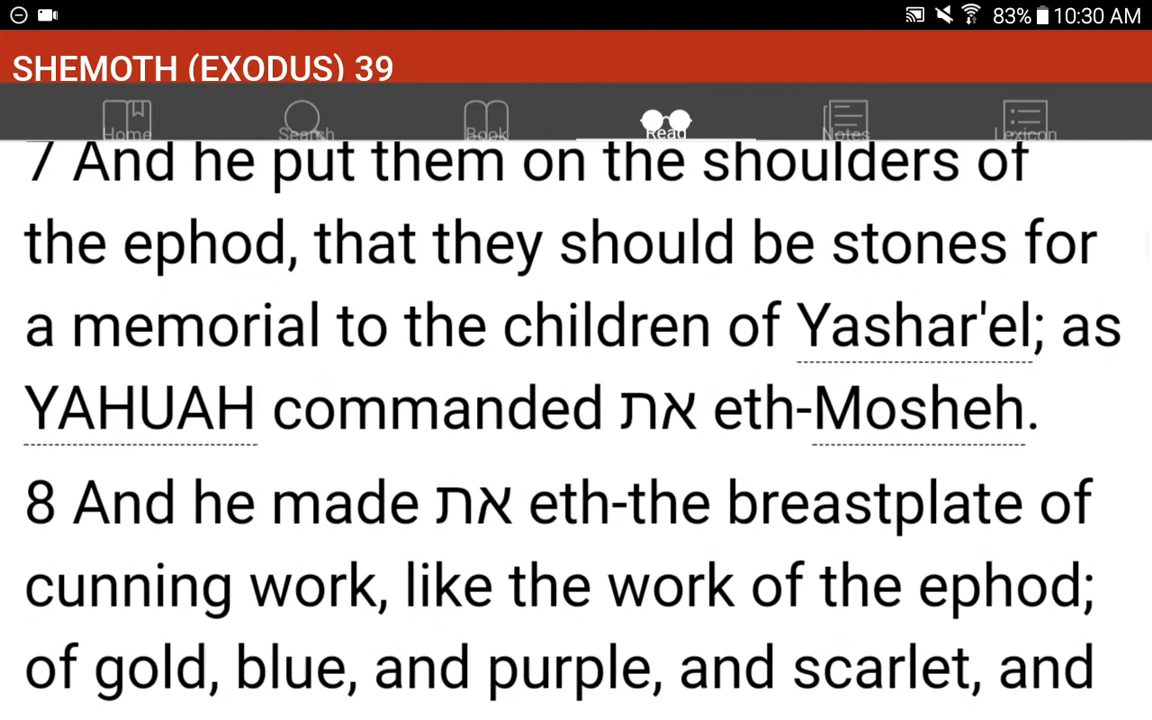 83% 10:30 AM
SHEMOTH (EXODUS) 39
Home Search Book Read Notes Lexicon
7 And he put them on the shoulders of
the ephod, that they should be stones for
a memorial to the children of Yashar'el; as
YAHUAH commanded את eth-Mosheh.
8 And he made את eth-the breastplate of
cunning work, like the work of the ephod;
of gold, blue, and purple, and scarlet, and